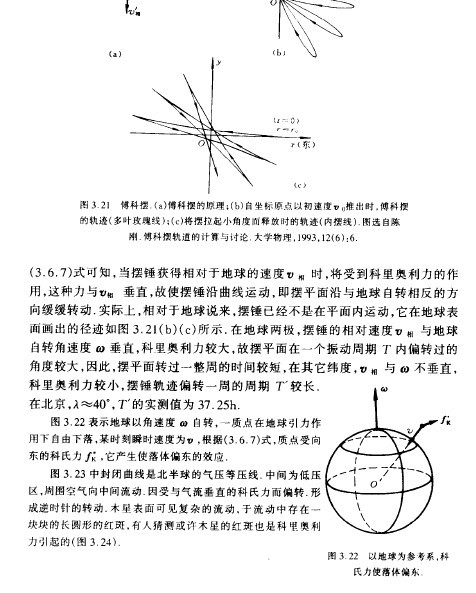 v′相
O
(a)
(b)
y
(t=0)
O
x(东)
(c)
图 3.21 傅科摆.(a)傅科摆的原理;(b)自坐标原点以初速度v₀推出时,傅科摆
的轨迹(多叶玫瑰线);(c)将摆拉起小角度而释放时的轨迹(内摆线).图选自陈
刚.傅科摆轨道的计算与讨论.大学物理,1993,12(6):6.
(3.6.7)式可知,当摆锤获得相对于地球的速度v相 时,将受到科里奥利力的作
用,这种力与v相 垂直,故使摆锤沿曲线运动,即摆平面沿与地球自转相反的方
向缓缓转动.实际上,相对于地球说来,摆锤已经不是在平面内运动,它在地球表
面画出的径迹如图 3.21(b)(c)所示.在地球两极,摆锤的相对速度v相 与地球
自转角速度 ω 垂直,科里奥利力较大,故摆平面在一个振动周期 T 内偏转过的
角度较大,因此,摆平面转过一整周的时间较短,在其它纬度,v相 与 ω 不垂直,
科里奥利力较小,摆锤轨迹偏转一周的周期 T′较长.
在北京,λ≈40°,T′的实测值为 37.25h.
图 3.22 表示地球以角速度 ω 自转,一质点在地球引力作
用下自由下落,某时刻瞬时速度为v,根据(3.6.7)式,质点受向
东的科氏力 f*K,它产生使落体偏东的效应.
图 3.23 中封闭曲线是北半球的气压等压线.中间为低压
区,周围空气向中间流动.因受与气流垂直的科氏力而偏转.形
成逆时针的转动.木星表面可见复杂的流动,于流动中存在一
块块的长圆形的红斑,有人猜测或许木星的红斑也是科里奥利
力引起的(图 3.24).
ω
v
f*K
O
图 3.22 以地球为参考系,科
氏力使落体偏东.